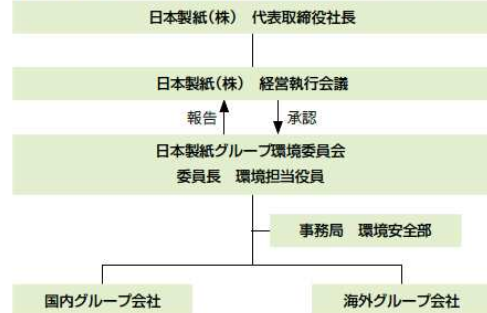 日本製紙(株) 代表取締役社長
日本製紙(株) 経営執行会議
報告 承認
日本製紙グループ環境委員会
委員長 環境担当役員
事務局 環境安全部
国内グループ会社 海外グループ会社